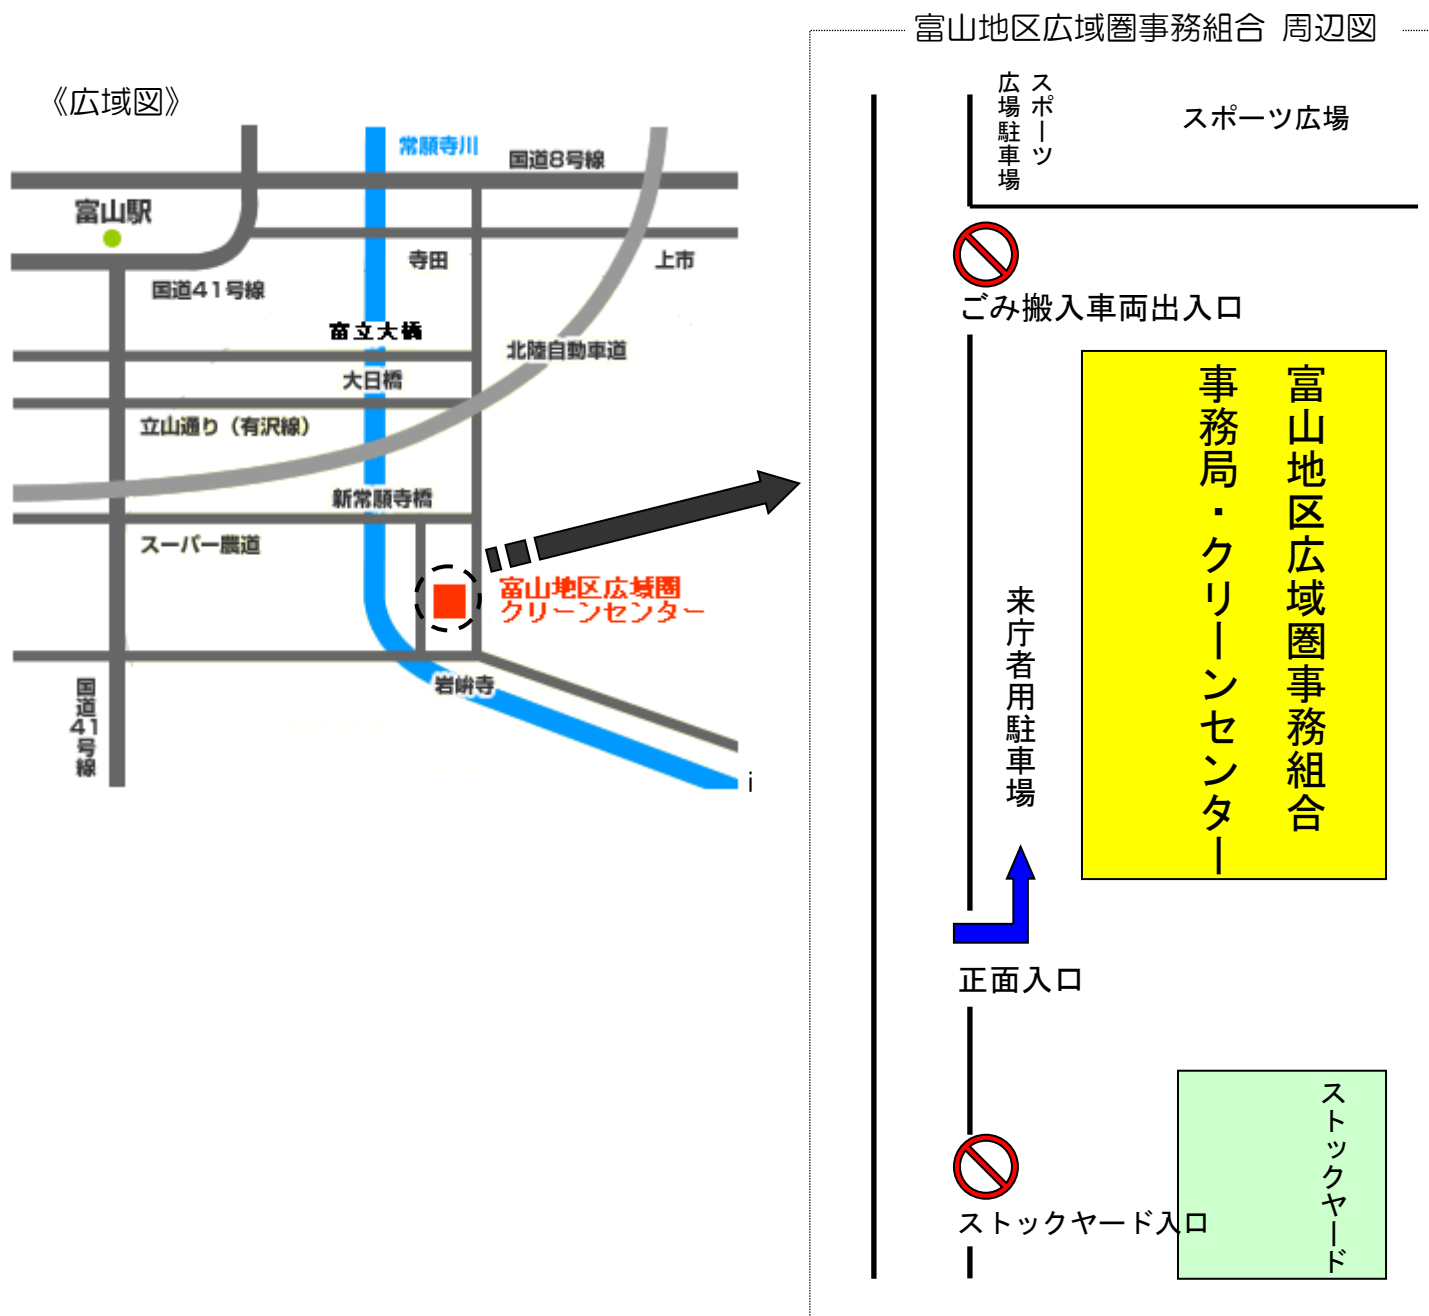 富山地区広域圏事務組合 周辺図
《広域図》
常願寺川
国道8号線
富山駅
寺田
上市
国道41号線
富立大橋
北陸自動車道
大日橋
立山通り（有沢線）
新常願寺橋
スーパー農道
富山地区広域圏
クリーンセンター
岩峅寺
国道41号線
i
スポーツ
広場駐車場
スポーツ広場
ごみ搬入車両出入口
富山地区広域圏事務組合
事務局・クリーンセンター
来庁者用駐車場
正面入口
ストックヤード
ストックヤード入口